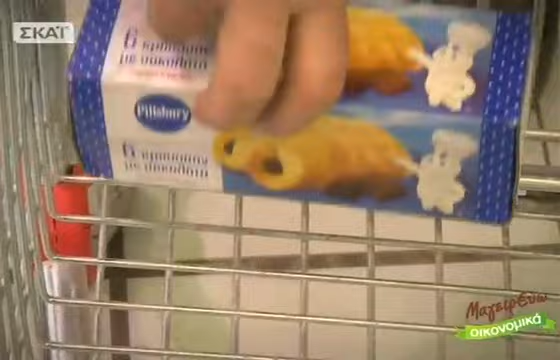 ΣΚΑΪ
6 κρουασάν
με σοκολάτα
Pillsbury
6 κρουασάν
με σοκολάτα
Μαγειρεύω
οικονομικά